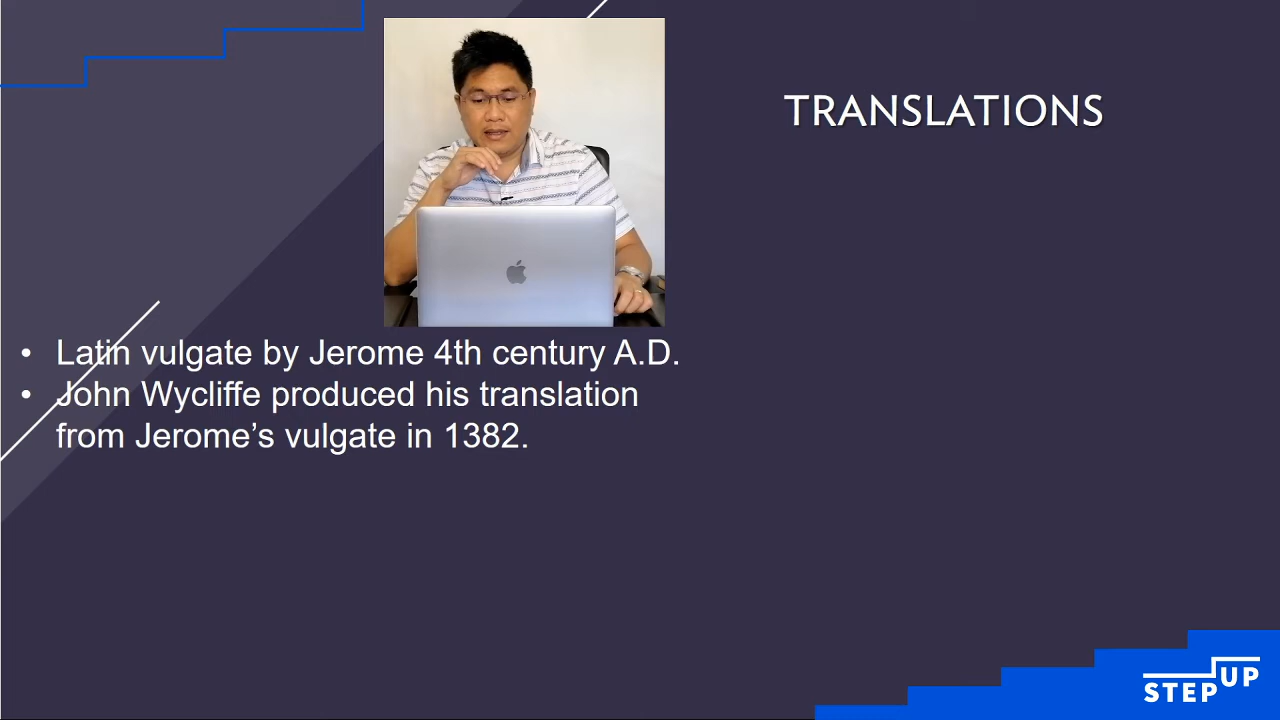 TRANSLATIONS
• Latin vulgate by Jerome 4th century A.D.
• John Wycliffe produced his translation
from Jerome’s vulgate in 1382.
STEP UP